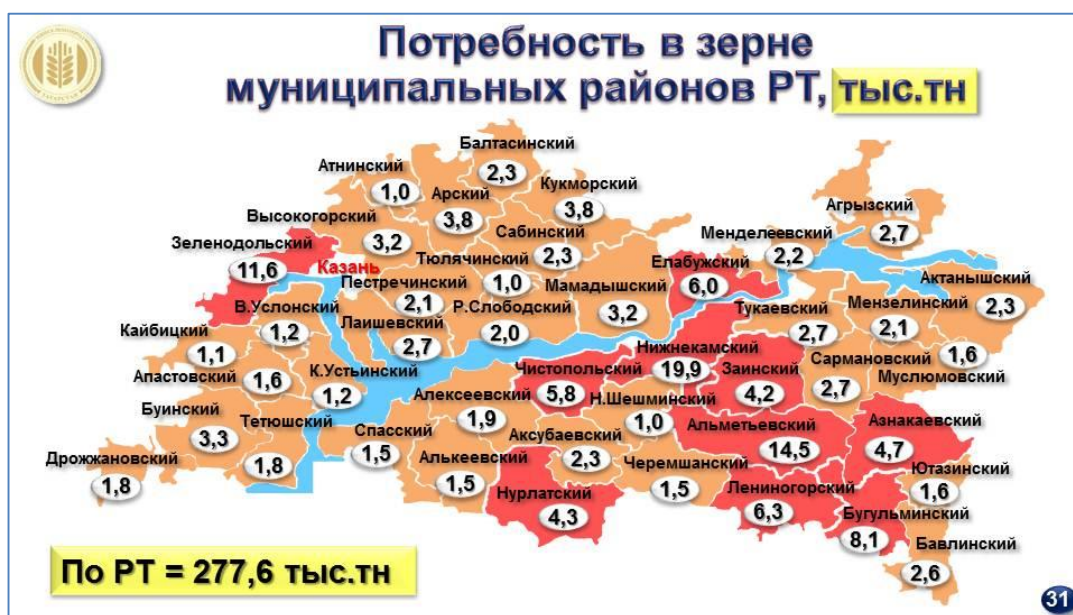 Потребность в зерне
муниципальных районов РТ, тыс.тн
Балтасинский
2,3
Атнинский
1,0
Арский
3,8
Кукморский
3,8
Агрызский
2,7
Высокогорский
3,2
Сабинский
2,3
Менделеевский
2,2
Зеленодольский
11,6
Казань
Тюлячинский
1,0
Елабужский
6,0
Актанышский
2,3
Пестречинский
2,1
Мамадышский
3,2
В.Услонский
1,2
Лаишевский
2,7
Р.Слободский
2,0
Тукаевский
2,7
Мензелинский
2,1
Кайбицкий
1,1
Нижнекамский
19,9
Сармановский
2,7
Муслюмовский
1,6
Апастовский
1,6
К.Устьинский
1,2
Чистопольский
5,8
Заинский
4,2
Алексеевский
1,9
Н.Шешминский
1,0
Буинский
3,3
Тетюшский
1,8
Спасский
1,5
Аксубаевский
2,3
Альметьевский
14,5
Азнакаевский
4,7
Дрожжановский
1,8
Алькеевский
1,5
Черемшанский
1,5
Ютазинский
1,6
Нурлатский
4,3
Лениногорский
6,3
Бугульминский
8,1
Бавлинский
2,6
По РТ = 277,6 тыс.тн
31